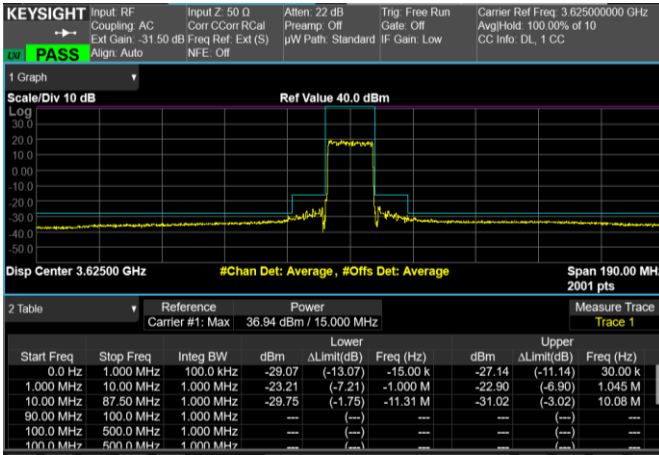 KEYSIGHT Input: RF Input Z: 50 Ω Atten: 22 dB Trig: Free Run Carrier Ref Freq: 3.625000000 GHz
Coupling: AC Corr CCorr RCal Preamp: Off Gate: Off Avg|Hold: 100.00% of 10
Ext Gain: -31.50 dB Freq Ref: Ext (S) µW Path: Standard IF Gain: Low CC Info: DL, 1 CC
LXI PASS Align: Auto NFE: Off
1 Graph
Scale/Div 10 dB Ref Value 40.0 dBm
Log
30.0
20.0
10.0
0.00
-10.0
-20.0
-30.0
-40.0
-50.0
Disp Center 3.62500 GHz #Chan Det: Average, #Offs Det: Average Span 190.00 MHz
2001 pts
2 Table Reference Power Measure Trace
Carrier #1: Max 36.94 dBm / 15.000 MHz Trace 1
Lower Upper
Start Freq Stop Freq Integ BW dBm ΔLimit(dB) Freq (Hz) dBm ΔLimit(dB) Freq (Hz)
0.0 Hz 1.000 MHz 100.0 kHz -29.07 (-13.07) -15.00 k -27.14 (-11.14) 30.00 k
1.000 MHz 10.00 MHz 1.000 MHz -23.21 (-7.21) -1.000 M -22.90 (-6.90) 1.045 M
10.00 MHz 87.50 MHz 1.000 MHz -29.75 (-1.75) -11.31 M -31.02 (-3.02) 10.08 M
90.00 MHz 100.0 MHz 1.000 MHz --- (---) --- --- (---) ---
100.0 MHz 500.0 MHz 1.000 MHz --- (---) --- --- (---) ---
100.0 MHz 500.0 MHz 1.000 MHz --- (---) --- --- (---) ---